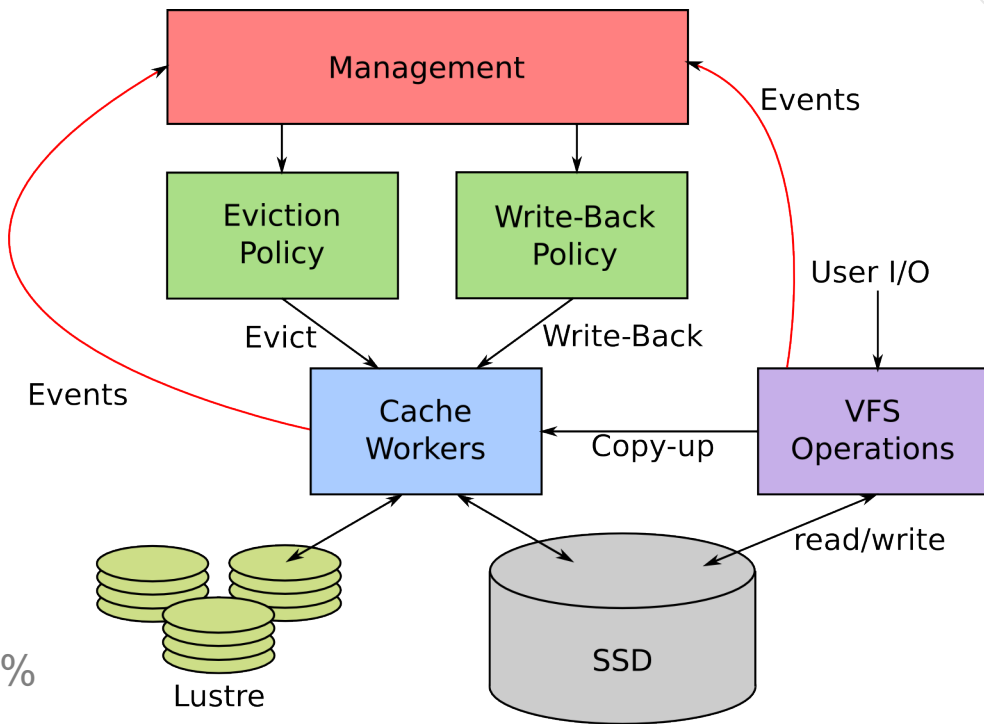 Management
Events
Eviction
Policy
Write-Back
Policy
User I/O
Evict
Write-Back
Events
Cache
Workers
VFS
Operations
Copy-up
read/write
SSD
%
Lustre